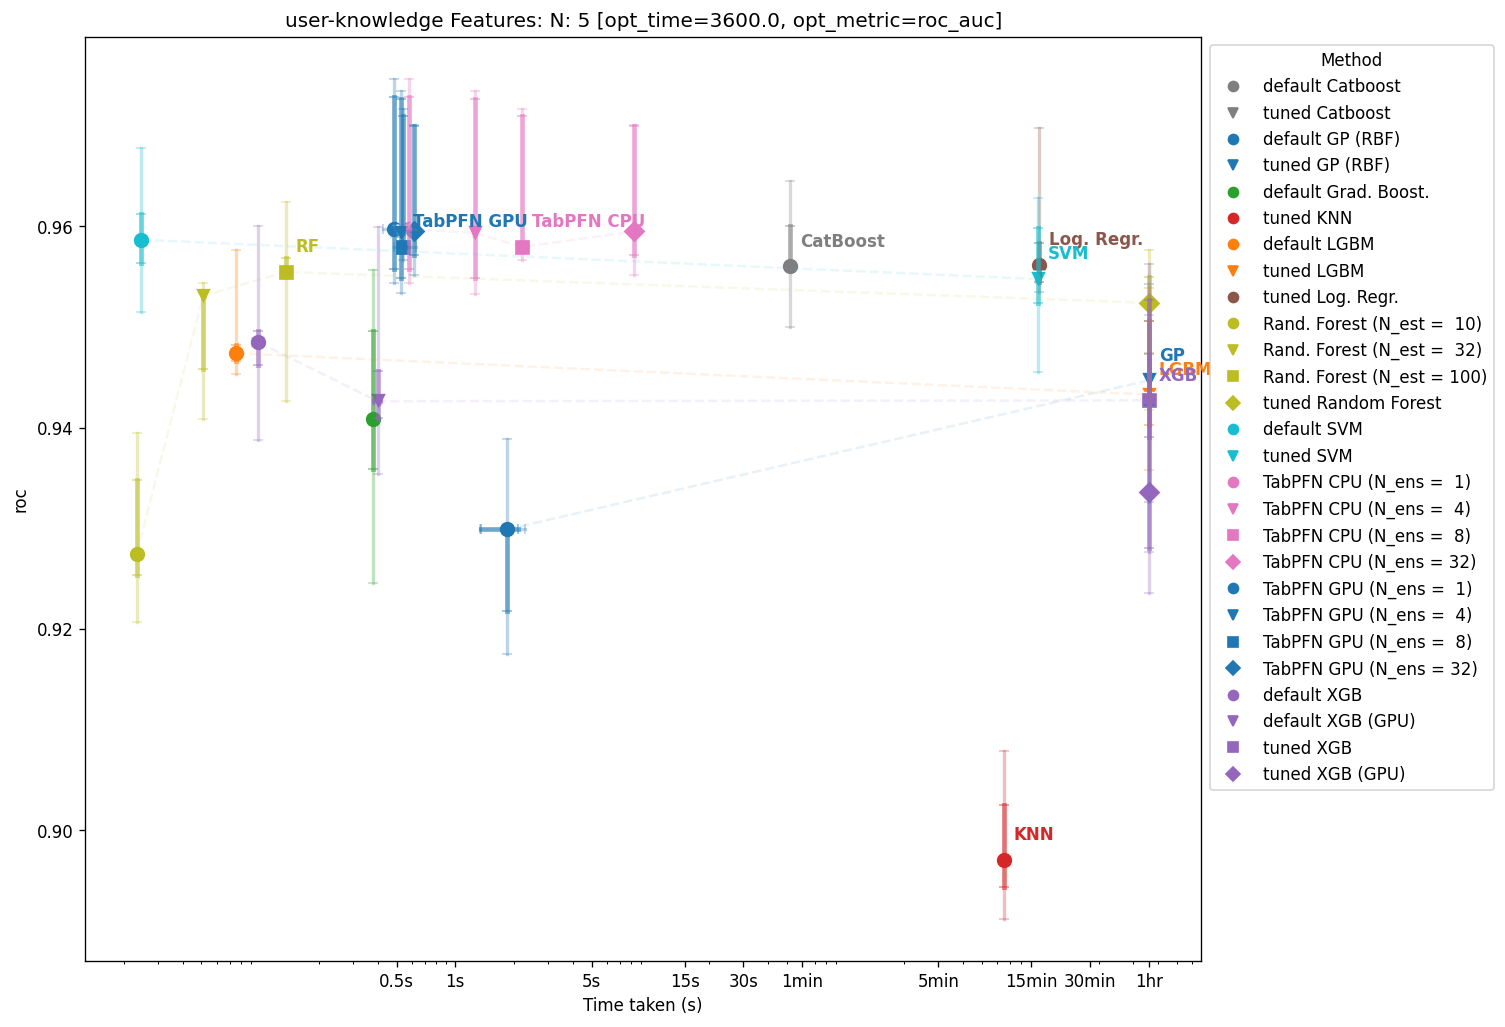 user-knowledge Features: N: 5 [opt_time=3600.0, opt_metric=roc_auc]
roc
0.96
0.94
0.92
0.90
RF
TabPFN GPU
TabPFN CPU
CatBoost
Log. Regr.
SVM
GP
LGBM
XGB
KNN
0.5s
1s
5s
15s
30s
1min
5min
15min
30min
1hr
Time taken (s)
Method
default Catboost
tuned Catboost
default GP (RBF)
tuned GP (RBF)
default Grad. Boost.
tuned KNN
default LGBM
tuned LGBM
tuned Log. Regr.
Rand. Forest (N_est =  10)
Rand. Forest (N_est =  32)
Rand. Forest (N_est = 100)
tuned Random Forest
default SVM
tuned SVM
TabPFN CPU (N_ens =  1)
TabPFN CPU (N_ens =  4)
TabPFN CPU (N_ens =  8)
TabPFN CPU (N_ens = 32)
TabPFN GPU (N_ens =  1)
TabPFN GPU (N_ens =  4)
TabPFN GPU (N_ens =  8)
TabPFN GPU (N_ens = 32)
default XGB
default XGB (GPU)
tuned XGB
tuned XGB (GPU)